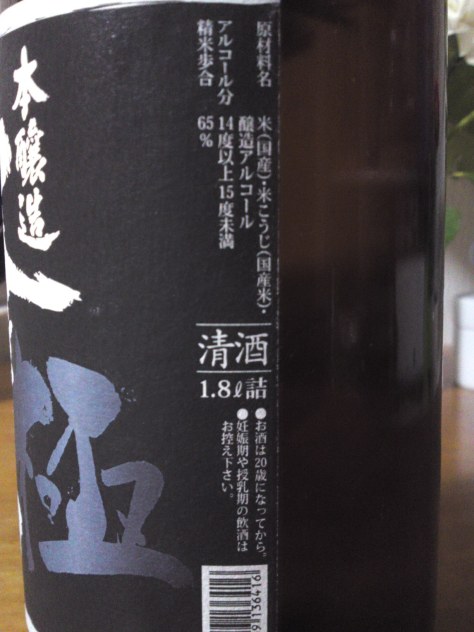 原材料名 米(国産)・米こうじ(国産米)・
醸造アルコール
アルコール分 14度以上15度未満
精米歩合 65%
本醸造
極
清酒
1.8ℓ詰
●お酒は20歳になってから。
●妊娠期や授乳期の飲酒は
お控え下さい。
9136416